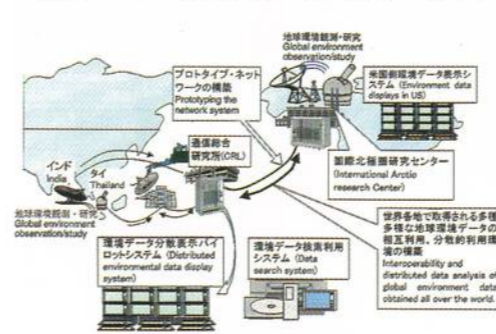 地球環境観測・研究
Global environment
observation/study
プロトタイプ・ネット
ワークの構築
Prototyping the
network system
米国側環境データ表示シ
ステム (Environment data
displays in US)
通信総合
研究所(CRL)
国際北極圏研究センター
(International Arctic
research Center)
インド
India
タイ
Thailand
地球環境観測・研究
Global environment
observation/study
環境データ分散表示パイ
ロットシステム (Distributed
environmental data display
system)
環境データ検索利用
システム (Data
search system)
世界各地で取得される多種
多様な地球環境データの
相互利用、分散的利用環
境の構築
Interoperability and
distributed data analysis of
global environment data
obtained all over the world.